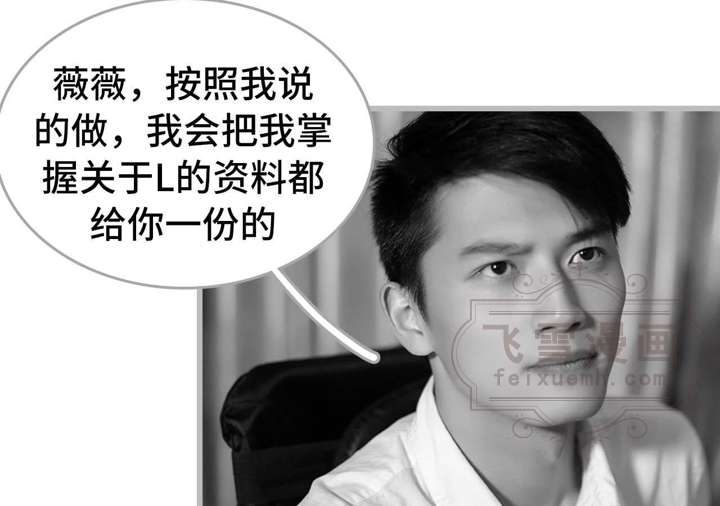 薇薇，按照我说
的做，我会把我掌
握关于L的资料都
给你一份的
飞雪漫画
feixuemh.com